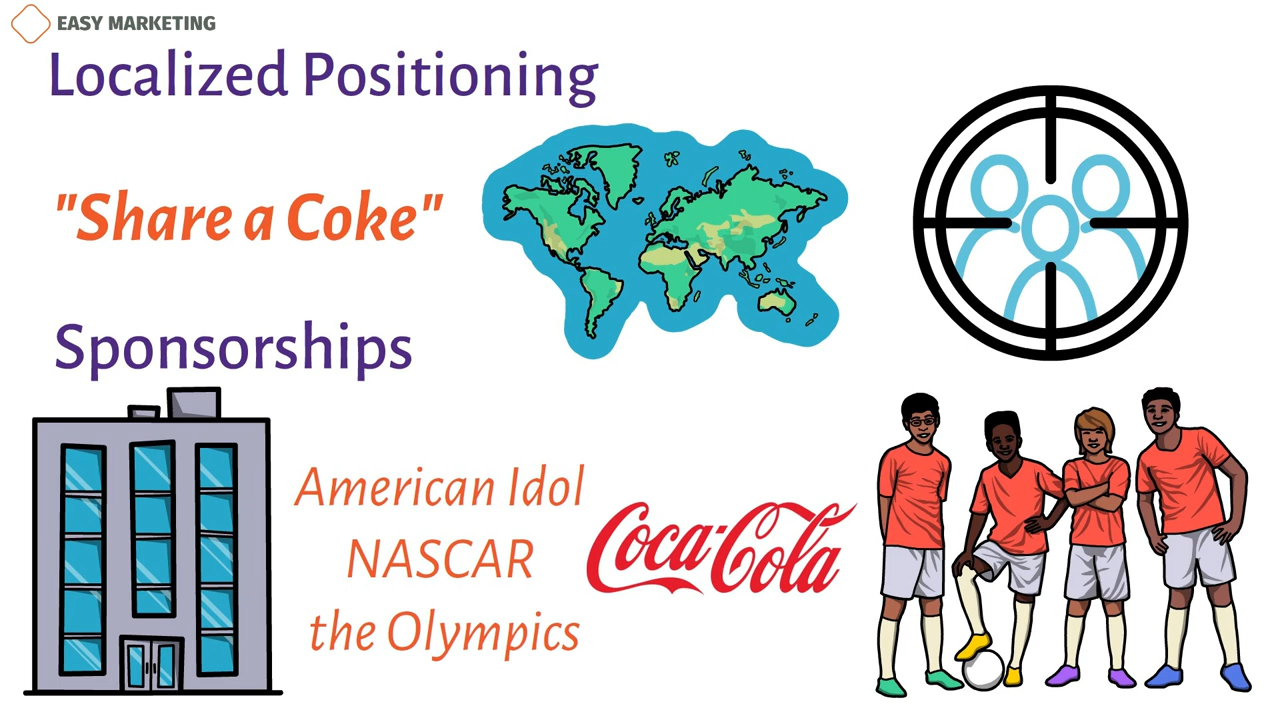 EASY MARKETING
Localized Positioning
"Share a Coke"
Sponsorships
American Idol
NASCAR
the Olympics
Coca-Cola